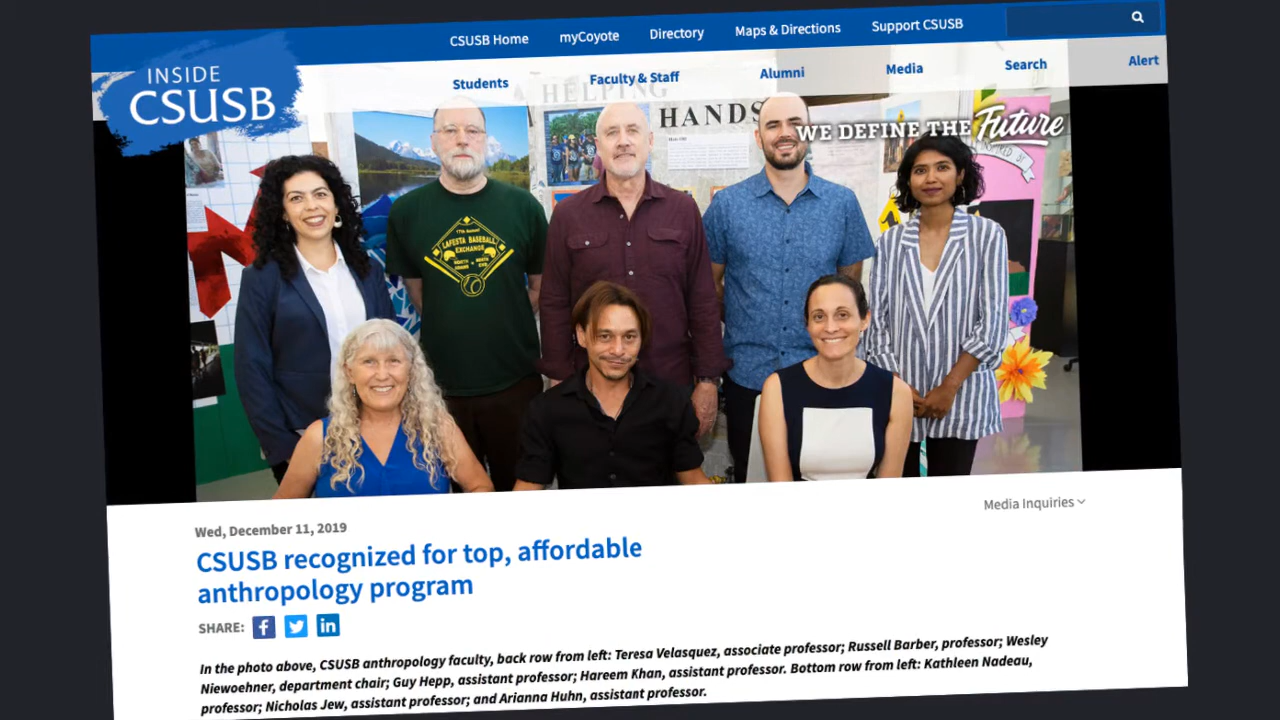 CSUSB Home myCoyote Directory Maps & Directions Support CSUSB
INSIDE
CSUSB
Students Faculty & Staff Alumni Media Search Alert
HELPING
HANDS
WE DEFINE THE Future
INSPIRED BY
17th Annual
LAFESTA BASEBALL
EXCHANGE
Media Inquiries
Wed, December 11, 2019
CSUSB recognized for top, affordable
anthropology program
SHARE:
In the photo above, CSUSB anthropology faculty, back row from left: Teresa Velasquez, associate professor; Russell Barber, professor; Wesley
Niewoehner, department chair; Guy Hepp, assistant professor; Hareem Khan, assistant professor. Bottom row from left: Kathleen Nadeau,
professor; Nicholas Jew, assistant professor; and Arianna Huhn, assistant professor.